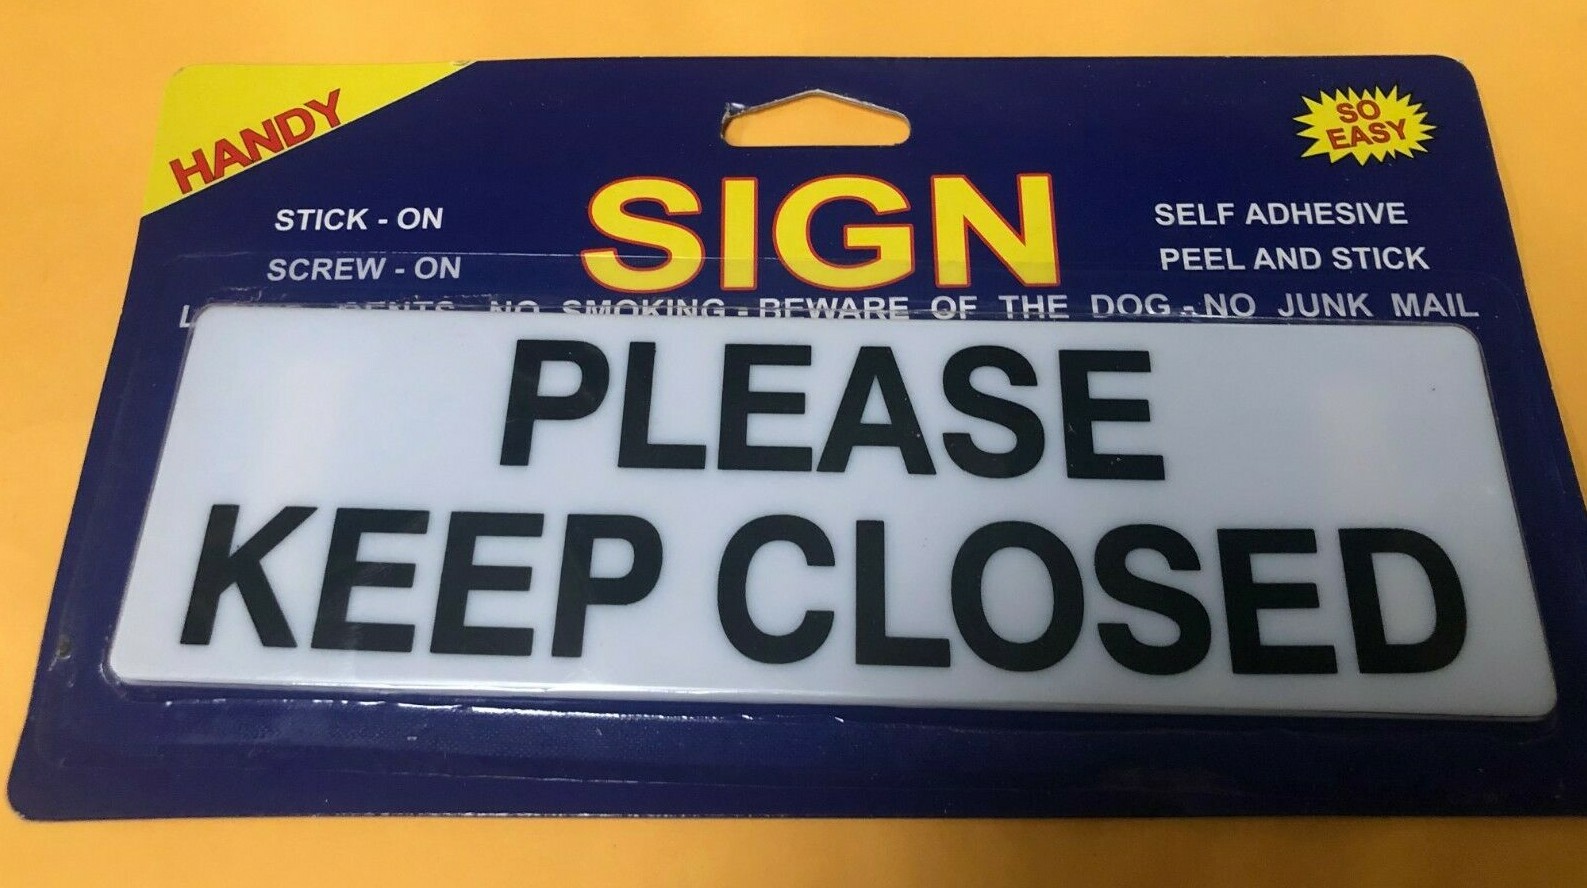 HANDY
SO
EASY
SIGN
STICK - ON
SCREW - ON
SELF ADHESIVE
PEEL AND STICK
NO SMOKING - BEWARE OF THE DOG - NO JUNK MAIL
PLEASE
KEEP CLOSED